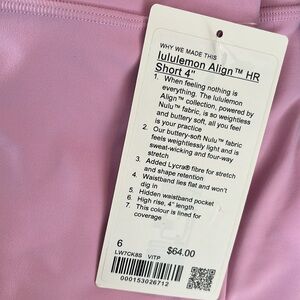 WHY WE MADE THIS
lululemon Align™ HR
Short 4"
1. When feeling nothing is
everything. The lululemon
Align™ collection, powered by
Nulu™ fabric, is so weightless
and buttery soft, all you feel
is your practice
2. Our buttery-soft Nulu™ fabric
feels weightlessly light and is
sweat-wicking and four-way
stretch
3. Added Lycra® fibre for stretch
and shape retention
4. Waistband lies flat and won't
dig in
5. Hidden waistband pocket
6. High rise, 4" length
7. This colour is lined for
coverage
6 $64.00
LW7CK8S VITP
000153026712